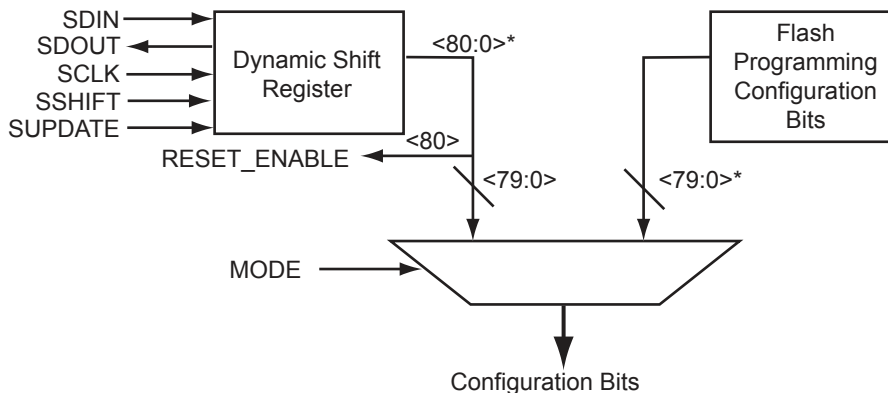 SDIN
SDOUT
SCLK
SSHIFT
SUPDATE
Dynamic Shift
Register
<80:0>*
<80>
RESET_ENABLE
<79:0>
Flash
Programming
Configuration
Bits
<79:0>*
MODE
Configuration Bits